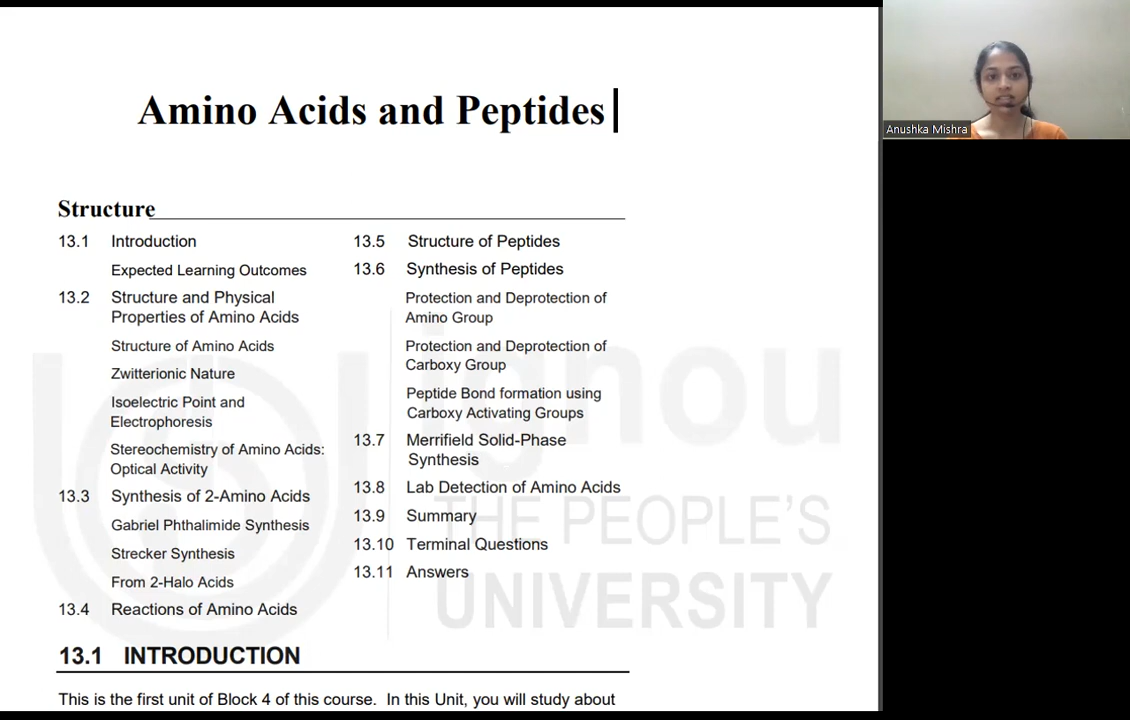 Amino Acids and Peptides
Anushka Mishra
Structure
13.1 Introduction
Expected Learning Outcomes
13.2 Structure and Physical
Properties of Amino Acids
Structure of Amino Acids
Zwitterionic Nature
Isoelectric Point and
Electrophoresis
Stereochemistry of Amino Acids:
Optical Activity
13.3 Synthesis of 2-Amino Acids
Gabriel Phthalimide Synthesis
Strecker Synthesis
From 2-Halo Acids
13.4 Reactions of Amino Acids
13.5 Structure of Peptides
13.6 Synthesis of Peptides
Protection and Deprotection of
Amino Group
Protection and Deprotection of
Carboxy Group
Peptide Bond formation using
Carboxy Activating Groups
13.7 Merrifield Solid-Phase
Synthesis
13.8 Lab Detection of Amino Acids
13.9 Summary
13.10 Terminal Questions
13.11 Answers
ignou
THE PEOPLE'S
UNIVERSITY
13.1 INTRODUCTION
This is the first unit of Block 4 of this course. In this Unit, you will study about